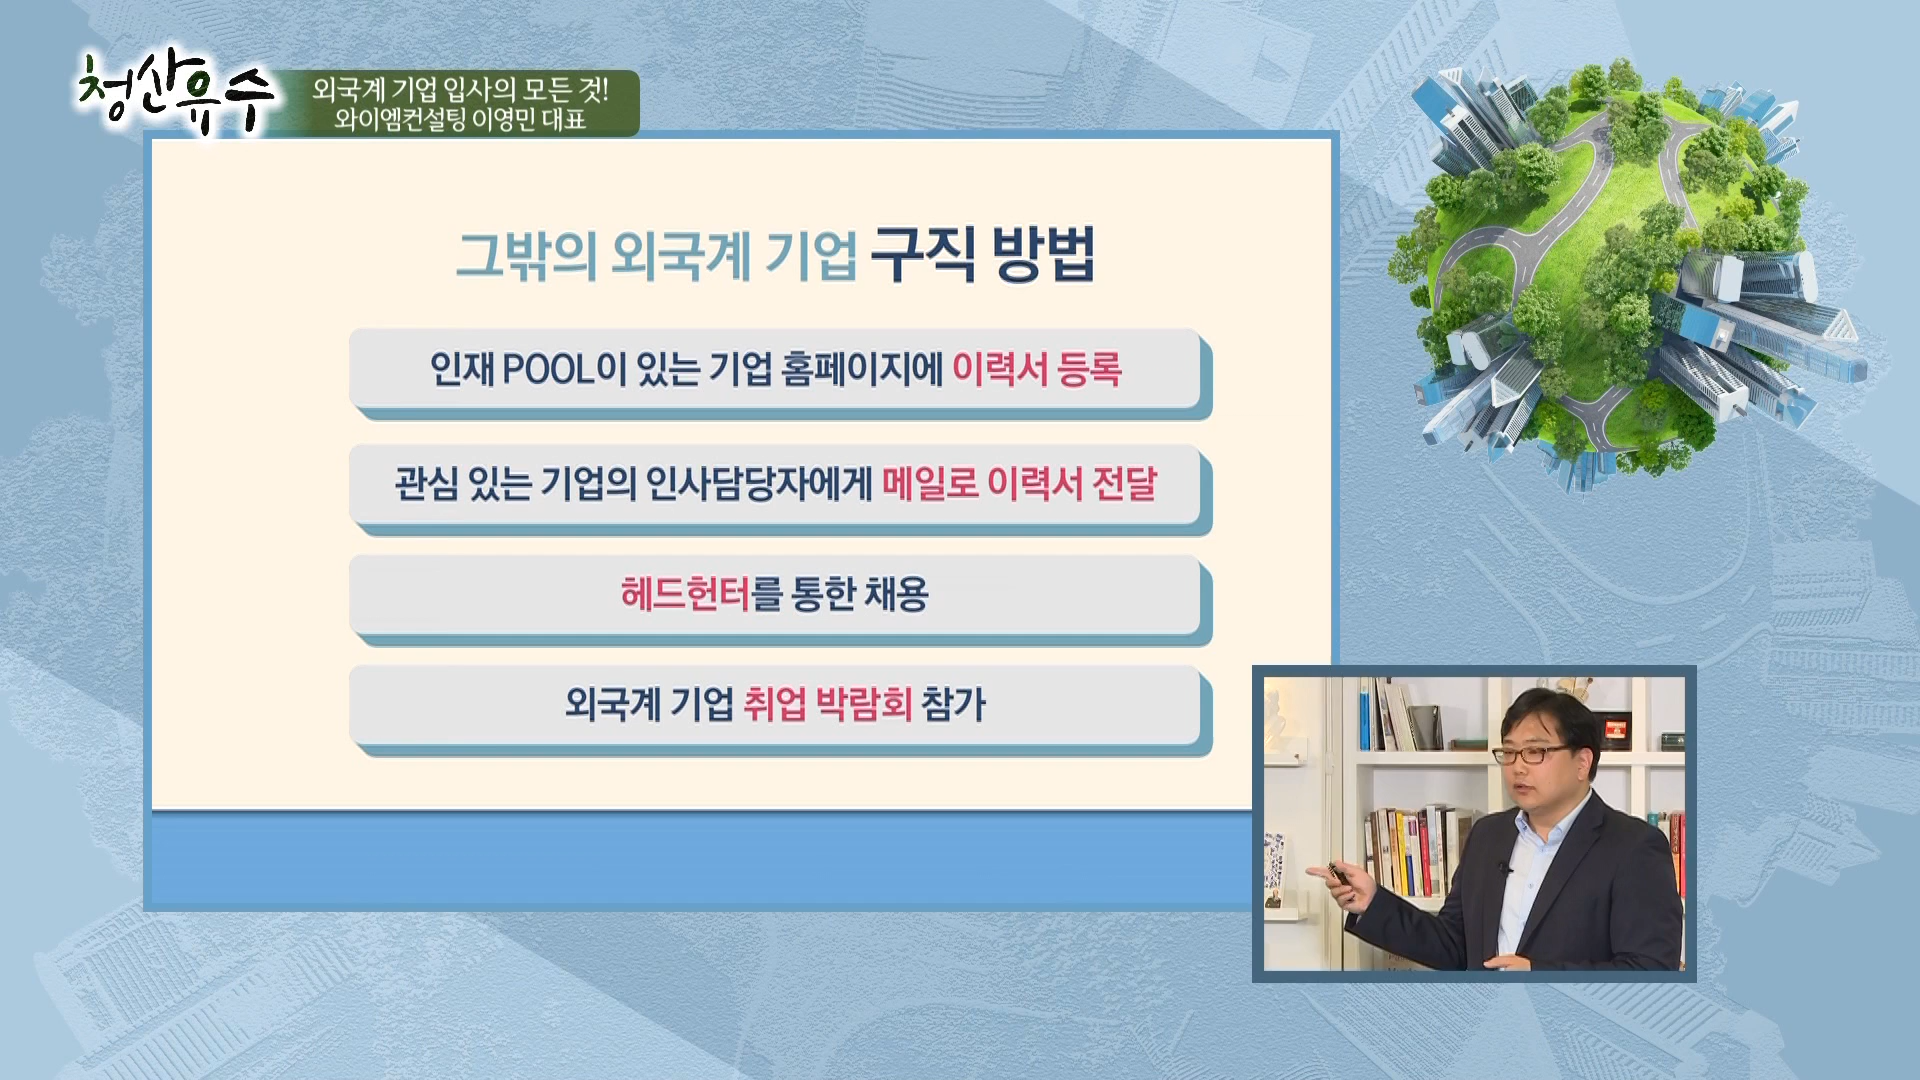 청산유수
외국계 기업 입사의 모든 것!
와이엠컨설팅 이영민 대표
그밖의 외국계 기업 구직 방법
인재 POOL이 있는 기업 홈페이지에 이력서 등록
관심 있는 기업의 인사담당자에게 메일로 이력서 전달
헤드헌터를 통한 채용
외국계 기업 취업 박람회 참가